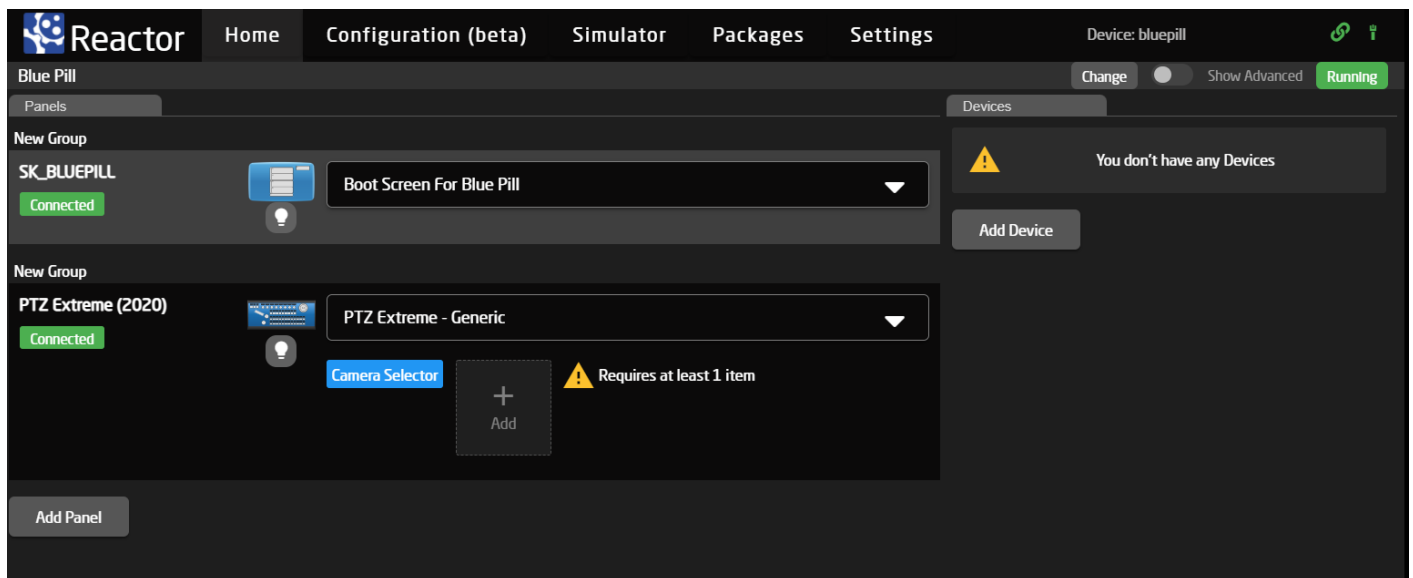 Reactor Home Configuration (beta) Simulator Packages Settings Device: bluepill
Blue Pill Change Show Advanced Running
Panels Devices
New Group
You don't have any Devices
SK_BLUEPILL
Boot Screen For Blue Pill
Connected
Add Device
New Group
PTZ Extreme (2020)
PTZ Extreme - Generic
Connected
Camera Selector Requires at least 1 item
Add
Add Panel